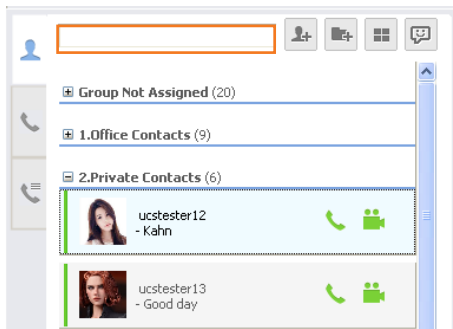 Group Not Assigned (20)
1.Office Contacts (9)
2.Private Contacts (6)
ucstester12
- Kahn
ucstester13
- Good day